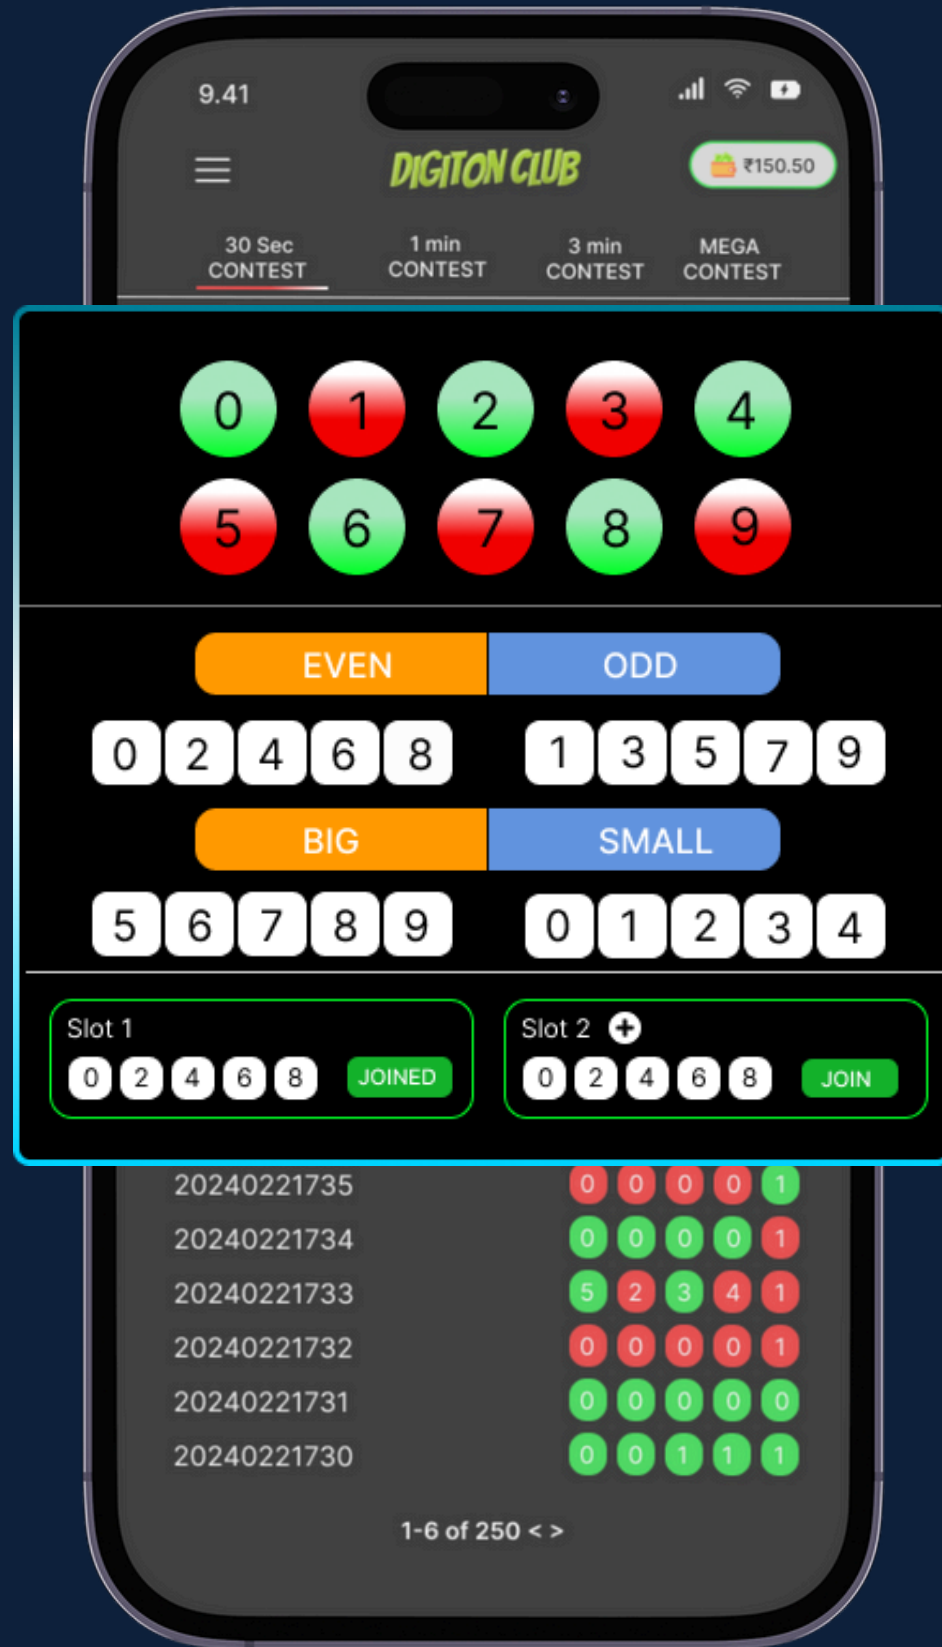 9.41
DIGITON CLUB
₹150.50
30 Sec CONTEST
1 min CONTEST
3 min CONTEST
MEGA CONTEST
0 1 2 3 4
5 6 7 8 9
EVEN ODD
0 2 4 6 8 1 3 5 7 9
BIG SMALL
5 6 7 8 9 0 1 2 3 4
Slot 1
0 2 4 6 8 JOINED
Slot 2
0 2 4 6 8 JOIN
20240221735 0 0 0 0 1
20240221734 0 0 0 0 1
20240221733 5 2 3 4 1
20240221732 0 0 0 0 1
20240221731 0 0 0 0 0
20240221730 0 0 1 1 1
1-6 of 250 < >